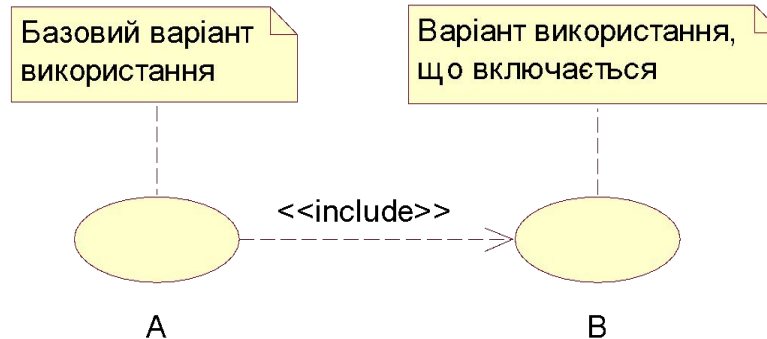 Базовий варіант
використання
Варіант використання,
що включається
<<include>>
A
B